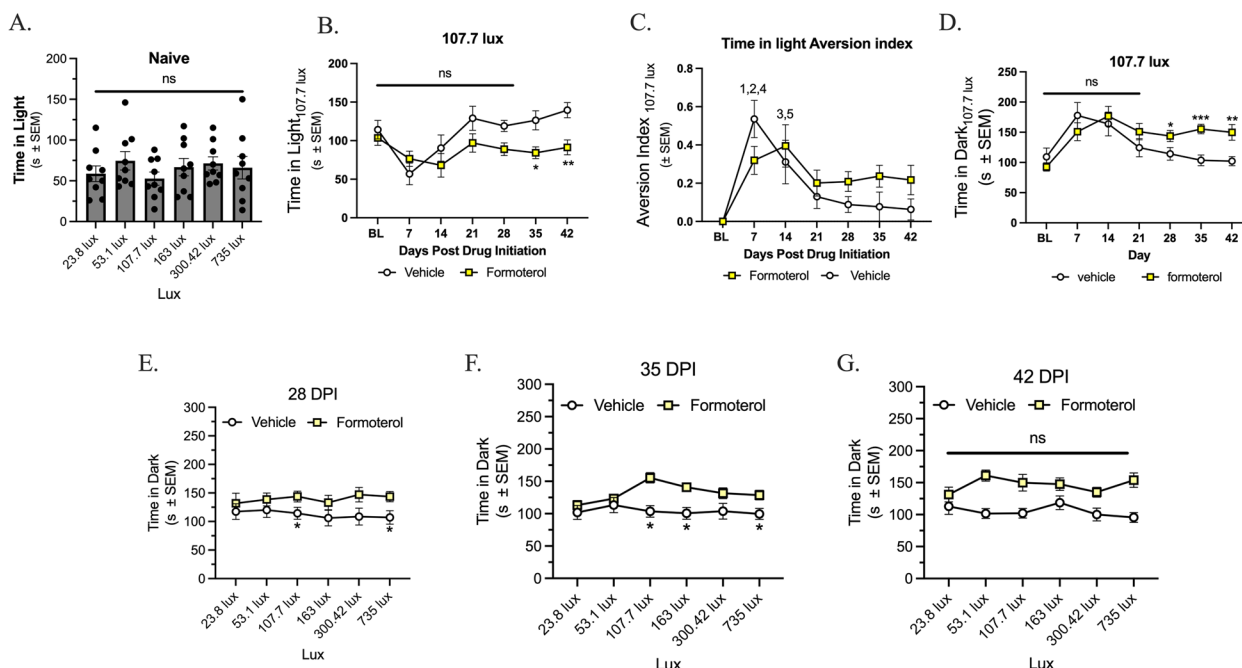 A.
Naive
ns
Time in Light
(s ± SEM)
200
150
100
50
0
23.8 lux
53.1 lux
107.7 lux
163 lux
300.42 lux
735 lux
Lux
B.
107.7 lux
ns
Time in Light107.7 lux
(s ± SEM)
200
150
100
50
0
BL 7 14 21 28 35 42
* **
Days Post Drug Initiation
Vehicle Formoterol
C.
Time in light Aversion index
1,2,4
3,5
Aversion Index 107.7 lux
(± SEM)
0.8
0.6
0.4
0.2
0.0
BL 7 14 21 28 35 42
Days Post Drug Initiation
Formoterol Vehicle
D.
107.7 lux
ns
* *** **
Time in Dark107.7 lux
(s ± SEM)
250
200
150
100
50
0
BL 7 14 21 28 35 42
Day
vehicle formoterol
E.
28 DPI
Vehicle Formoterol
Time in Dark
(s ± SEM)
300
250
200
150
100
50
0
* *
23.8 lux
53.1 lux
107.7 lux
163 lux
300.42 lux
735 lux
Lux
F.
35 DPI
Vehicle Formoterol
Time in Dark
(s ± SEM)
300
250
200
150
100
50
0
* * *
23.8 lux
53.1 lux
107.7 lux
163 lux
300.42 lux
735 lux
Lux
G.
42 DPI
Vehicle Formoterol
ns
Time in Dark
(s ± SEM)
300
250
200
150
100
50
0
23.8 lux
53.1 lux
107.7 lux
163 lux
300.42 lux
735 lux
Lux